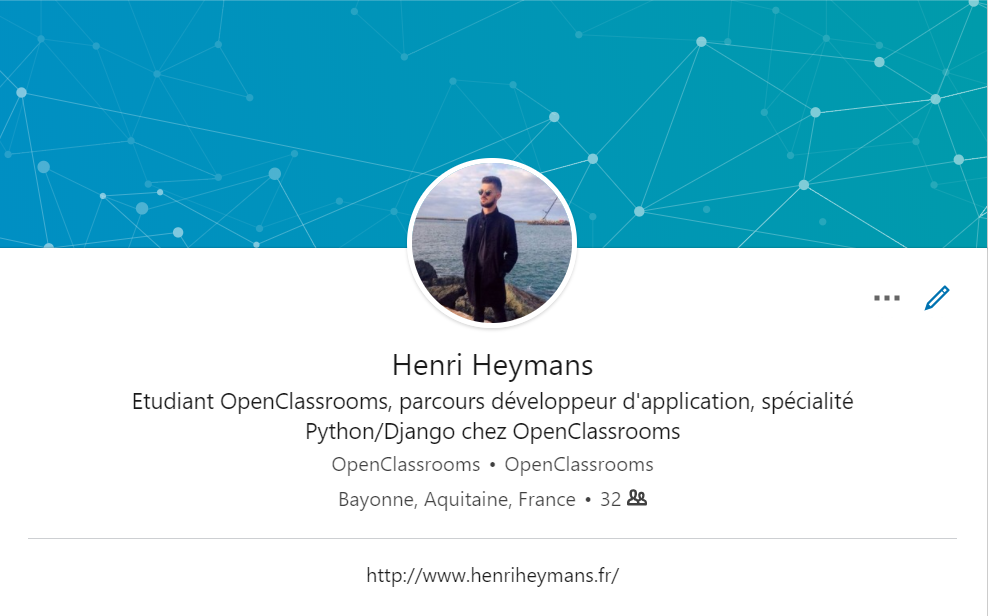 Henri Heymans
Etudiant OpenClassrooms, parcours développeur d'application, spécialité
Python/Django chez OpenClassrooms
OpenClassrooms • OpenClassrooms
Bayonne, Aquitaine, France • 32
http://www.henriheymans.fr/